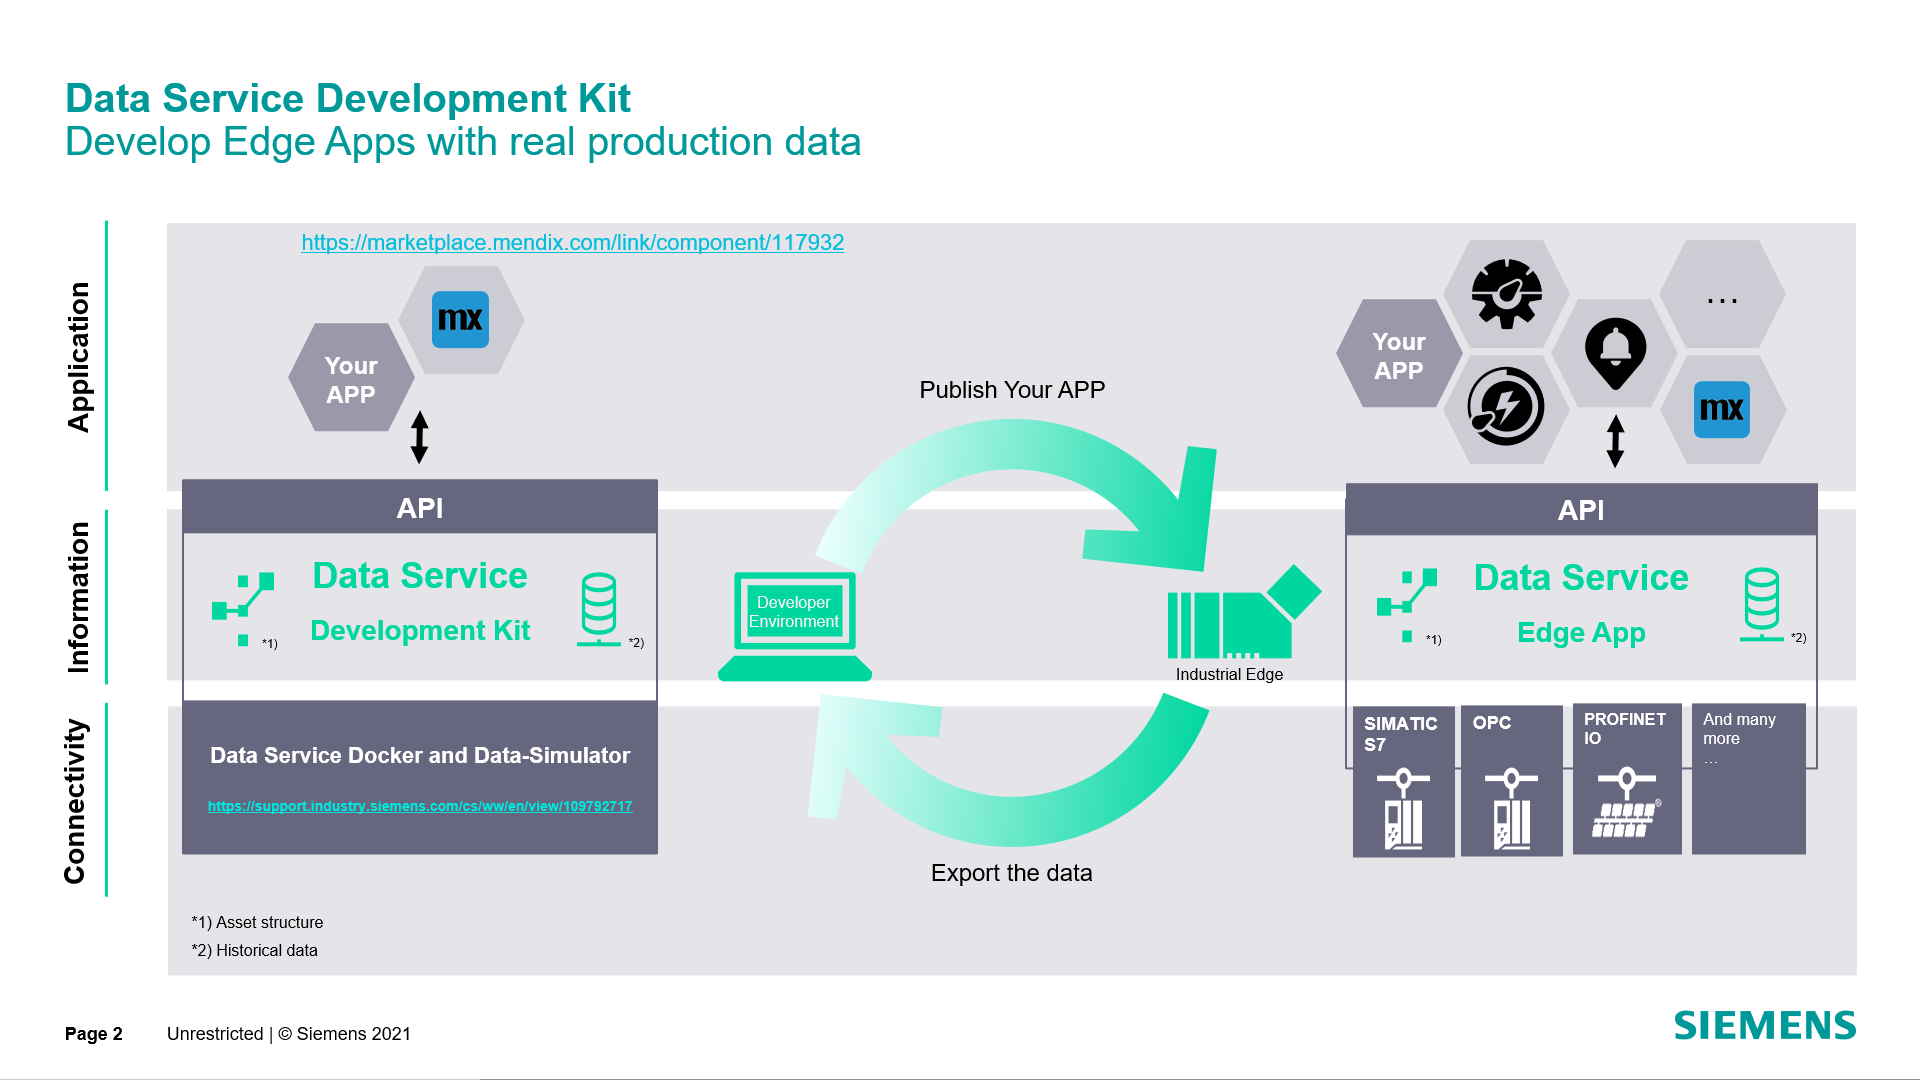 Data Service Development Kit
Develop Edge Apps with real production data
Application
https://marketplace.mendix.com/link/component/117932
mx
Your
APP
Publish Your APP
Your
APP
...
mx
Information
API
Data Service
Development Kit
*1)
*2)
Developer
Environment
Industrial Edge
API
Data Service
Edge App
*1)
*2)
Connectivity
Data Service Docker and Data-Simulator
https://support.industry.siemens.com/cs/ww/en/view/109792717
Export the data
SIMATIC
S7
OPC
PROFINET
IO
®
And many
more
...
*1) Asset structure
*2) Historical data
Page 2
Unrestricted | © Siemens 2021
SIEMENS